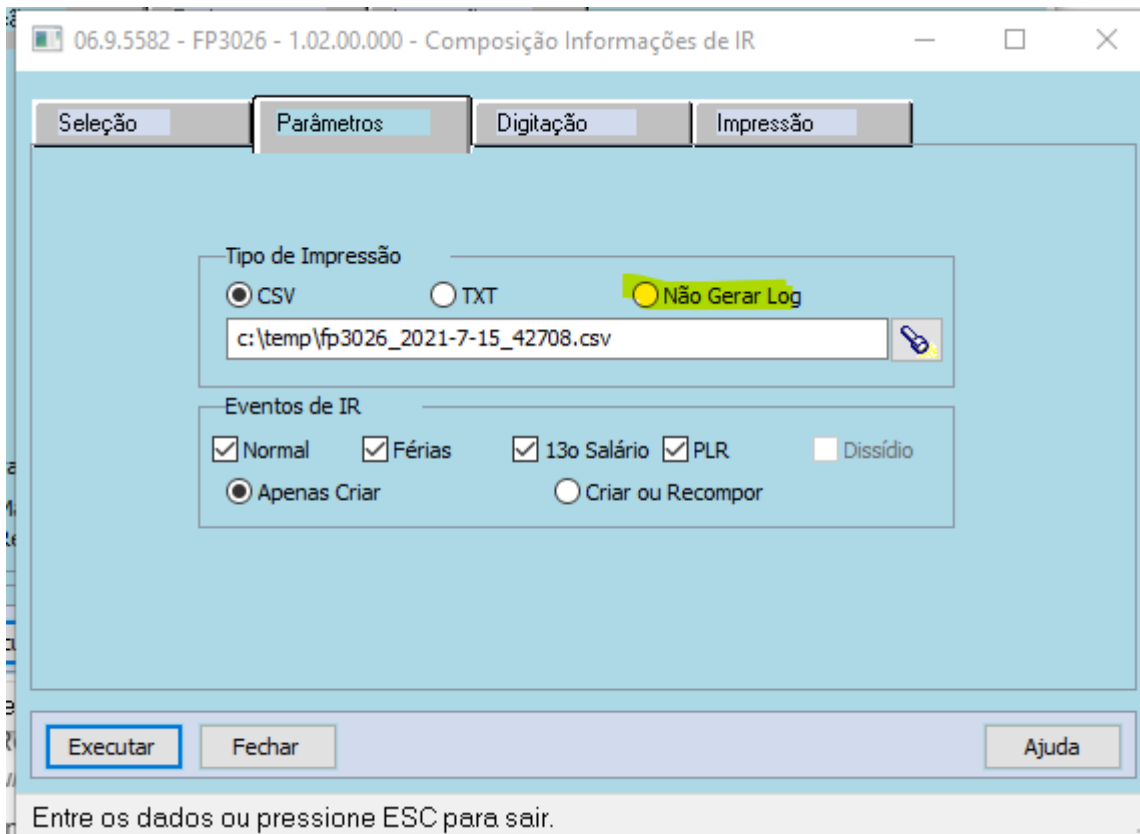 06.9.5582 - FP3026 - 1.02.00.000 - Composição Informações de IR
Seleção Parâmetros Digitação Impressão
Tipo de Impressão
CSV TXT Não Gerar Log
c:\temp\fp3026_2021-7-15_42708.csv
Eventos de IR
Normal Férias 13o Salário PLR Dissídio
Apenas Criar Criar ou Recompor
Executar Fechar Ajuda
Entre os dados ou pressione ESC para sair.